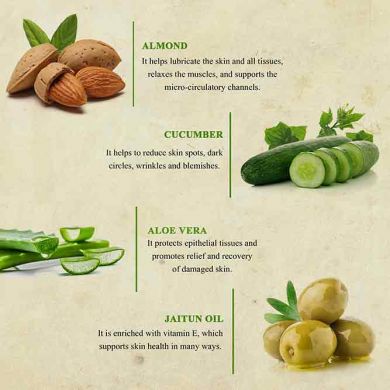 ALMOND
It helps lubricate the skin and all tissues,
relaxes the muscles, and supports the
micro-circulatory channels.
CUCUMBER
It helps to reduce skin spots, dark
circles, wrinkles and blemishes.
ALOE VERA
It protects epithelial tissues and
promotes relief and recovery
of damaged skin.
JAITUN OIL
It is enriched with vitamin E, which
supports skin health in many ways.